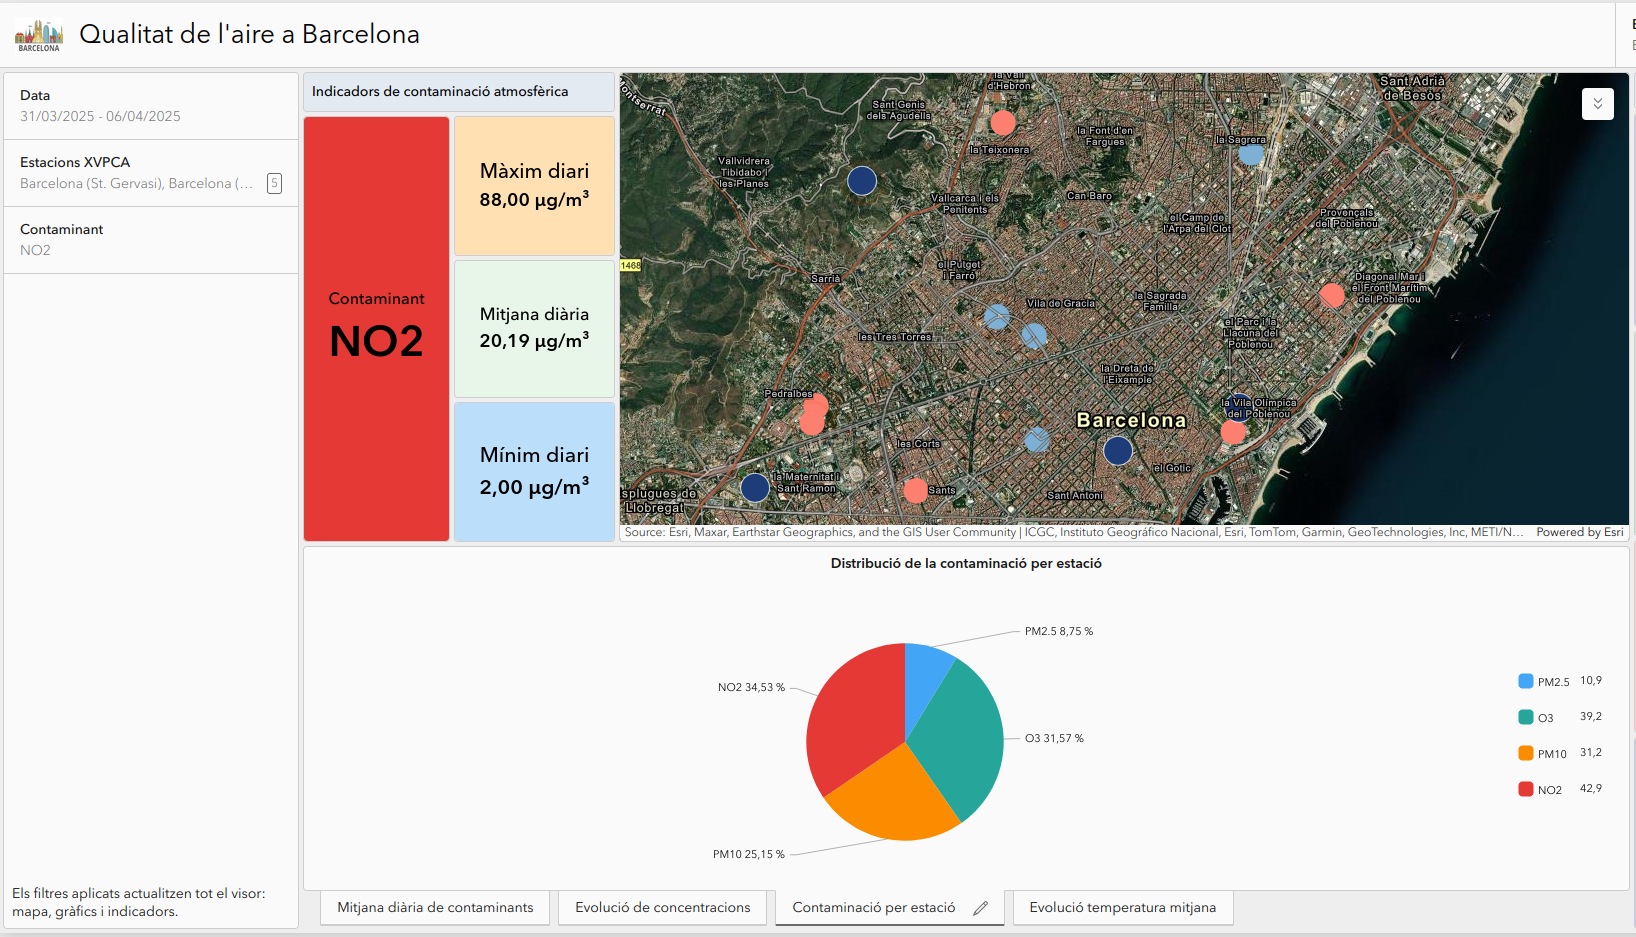 BARCELONA
Qualitat de l'aire a Barcelona
Data
31/03/2025 - 06/04/2025
Estacions XVPCA
Barcelona (St. Gervasi), Barcelona (...
5
Contaminant
NO2
Els filtres aplicats actualitzen tot el visor:
mapa, gràfics i indicadors.
Indicadors de contaminació atmosfèrica
Contaminant
NO2
Màxim diari
88,00 µg/m³
Mitjana diària
20,19 µg/m³
Mínim diari
2,00 µg/m³
Montserrat
la Vall
d'Hebron
Sant Genís
dels Agudells
la Teixonera
la Font d'en
Fargues
la Sagrera
Sant Adrià
de Besòs
Vallvidrera
Tibidabo i
les Planes
Vallcarca i els
Penitents
Can Baró
el Camp de
l'Arpa del Clot
Provençals
del Poblenou
1468
Sarrià
el Putget
i Farró
Vila de Gràcia
la Sagrada
Família
Diagonal Mar i
el Front Marítim
del Poblenou
les Tres Torres
el Parc i la
Llacuna del
Poblenou
la Dreta de
l'Eixample
Pedralbes
la Vila Olímpica
del Poblenou
Barcelona
les Corts
el Gòtic
la Maternitat i
Sant Ramon
Sants
Sant Antoni
splugues de
Llobregat
Source: Esri, Maxar, Earthstar Geographics, and the GIS User Community | ICGC, Instituto Geográfico Nacional, Esri, TomTom, Garmin, GeoTechnologies, Inc, METI/N...
Powered by Esri
Distribució de la contaminació per estació
PM2.5 8,75 %
NO2 34,53 %
O3 31,57 %
PM10 25,15 %
PM2.5 10,9
O3 39,2
PM10 31,2
NO2 42,9
Mitjana diària de contaminants
Evolució de concentracions
Contaminació per estació
Evolució temperatura mitjana